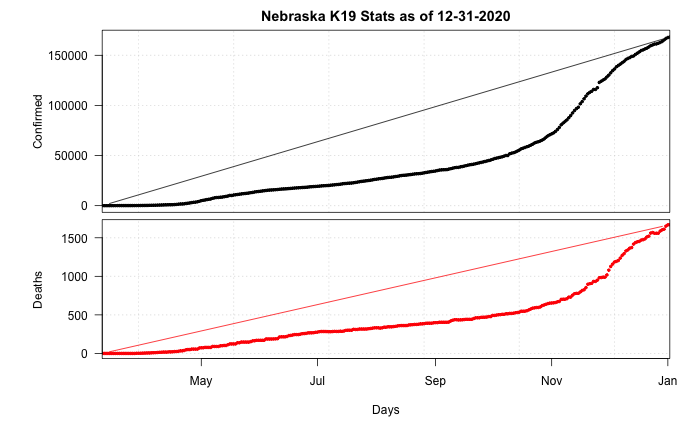 Nebraska K19 Stats as of 12-31-2020
Confirmed
150000
100000
50000
0
Deaths
1500
1000
500
0
May Jul Sep Nov Jan
Days